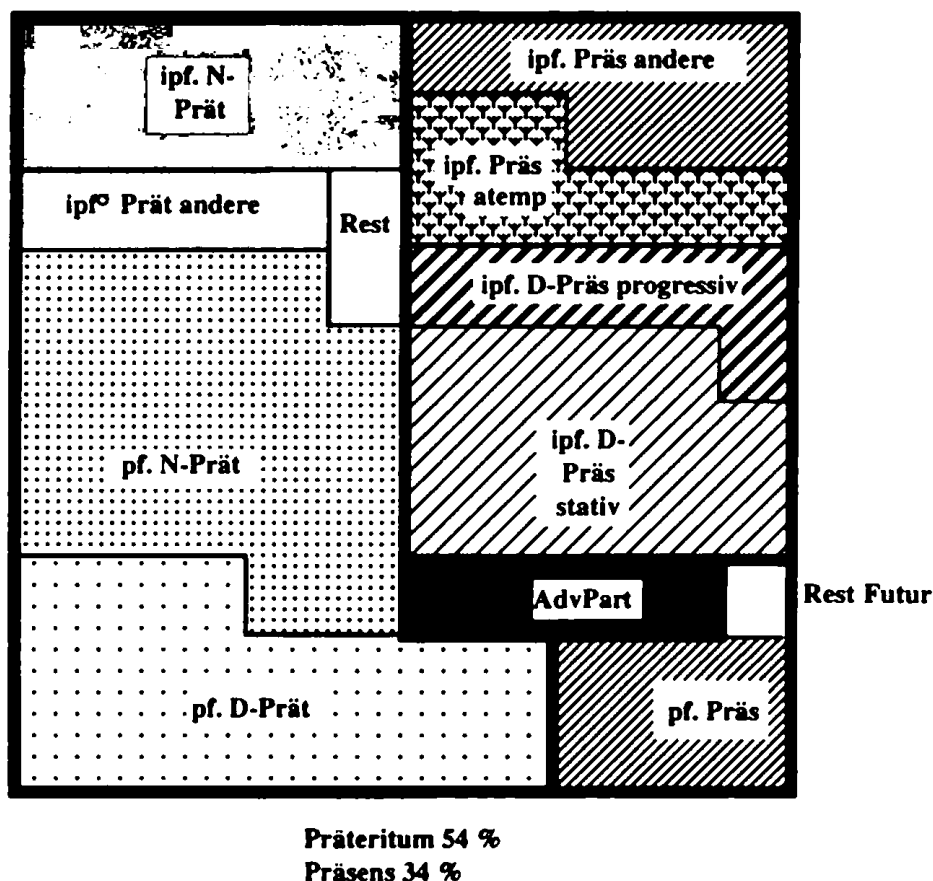 ipf. N-
Prät
ipf. Präs andere
ipf. Präs
atemp
ipf. Prät andere
Rest
ipf. D-Präs progressiv
pf. N-Prät
ipf. D-
Präs
stativ
AdvPart
Rest Futur
pf. D-Prät
pf. Präs
Präteritum 54 %
Präsens 34 %